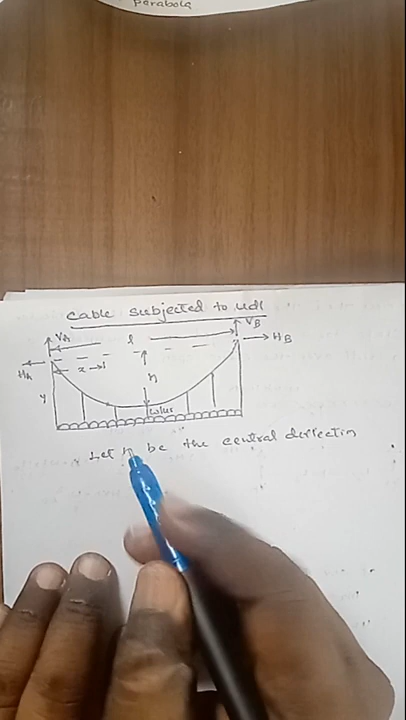 Parabola
Cable subjected to udl
VA
l
VB
HA
x
HB
y
h
Let h be the central deflection